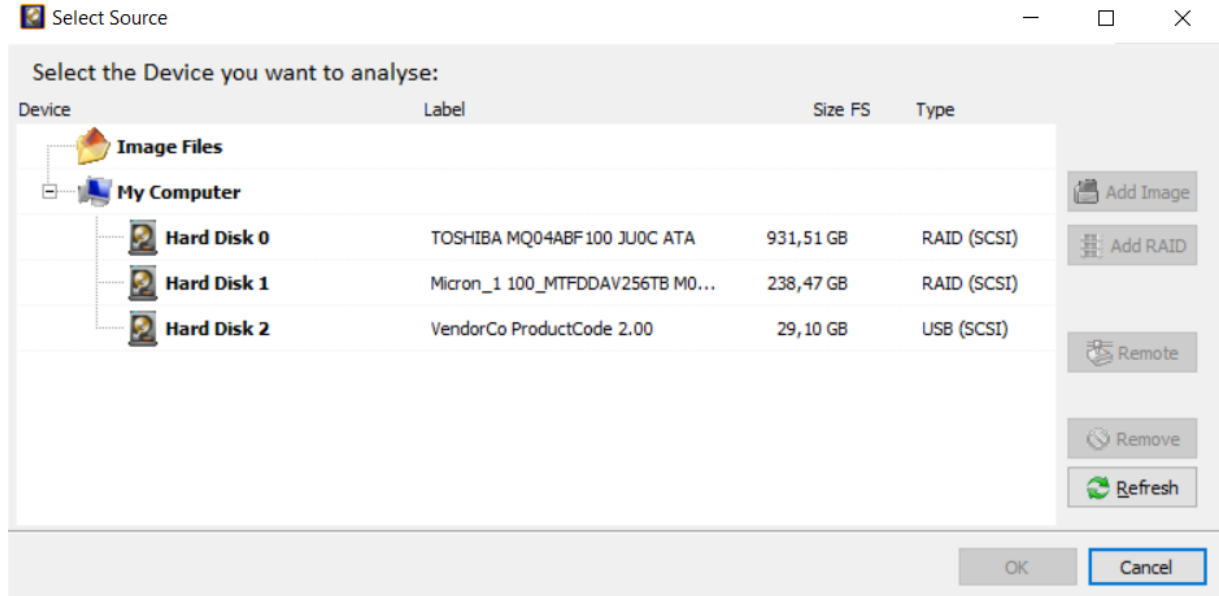 Select Source
Select the Device you want to analyse:
Device Label Size FS Type
Image Files
My Computer
Add Image
Hard Disk 0 TOSHIBA MQ04ABF100 JU0C ATA 931,51 GB RAID (SCSI)
Add RAID
Hard Disk 1 Micron_1 100_MTFDDAV256TB M0... 238,47 GB RAID (SCSI)
Hard Disk 2 VendorCo ProductCode 2.00 29,10 GB USB (SCSI)
Remote
Remove
Refresh
OK Cancel